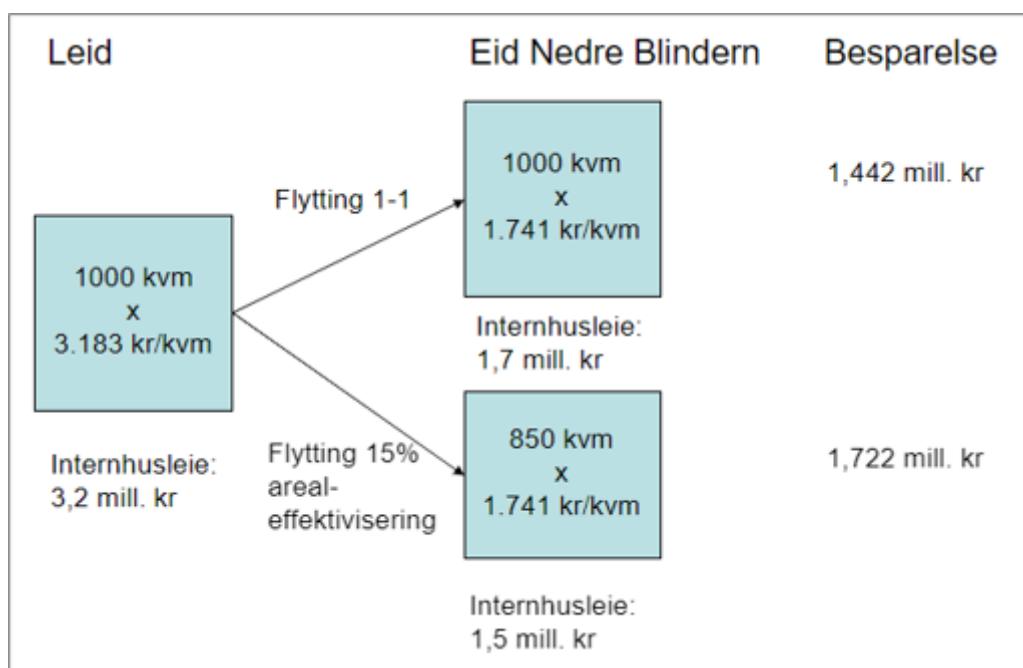 Leid
Eid Nedre Blindern
Besparelse
1000 kvm
x
3.183 kr/kvm
Internhusleie:
3,2 mill. kr
Flytting 1-1
1000 kvm
x
1.741 kr/kvm
Internhusleie:
1,7 mill. kr
1,442 mill. kr
Flytting 15%
areal-
effektivisering
850 kvm
x
1.741 kr/kvm
Internhusleie:
1,5 mill. kr
1,722 mill. kr